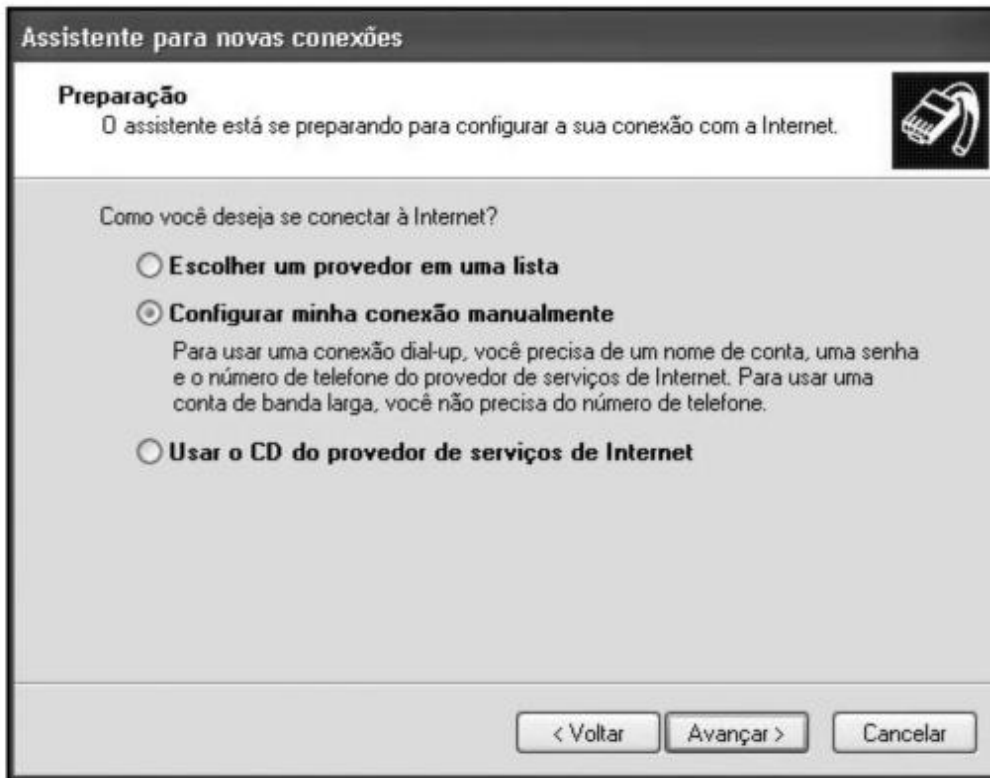 Assistente para novas conexões
Preparação
O assistente está se preparando para configurar a sua conexão com a Internet.
Como você deseja se conectar à Internet?
Escolher um provedor em uma lista
Configurar minha conexão manualmente
Para usar uma conexão dial-up, você precisa de um nome de conta, uma senha
e o número de telefone do provedor de serviços de Internet. Para usar uma
conta de banda larga, você não precisa do número de telefone.
Usar o CD do provedor de serviços de Internet
< Voltar
Avançar >
Cancelar